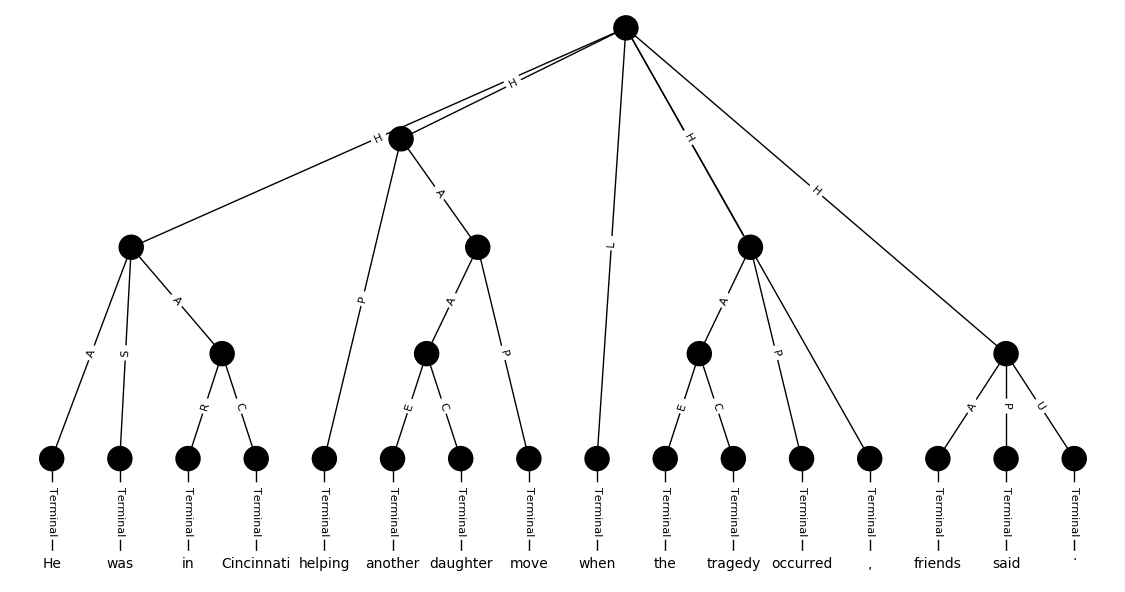 H
H
H
A
H
L
A
P
A
A
A
S
A
P
A
P
R
C
E
C
E
C
A
P
U
Terminal Terminal Terminal Terminal Terminal Terminal Terminal Terminal Terminal Terminal Terminal Terminal Terminal Terminal Terminal Terminal
He was in Cincinnati helping another daughter move when the tragedy occurred , friends said .